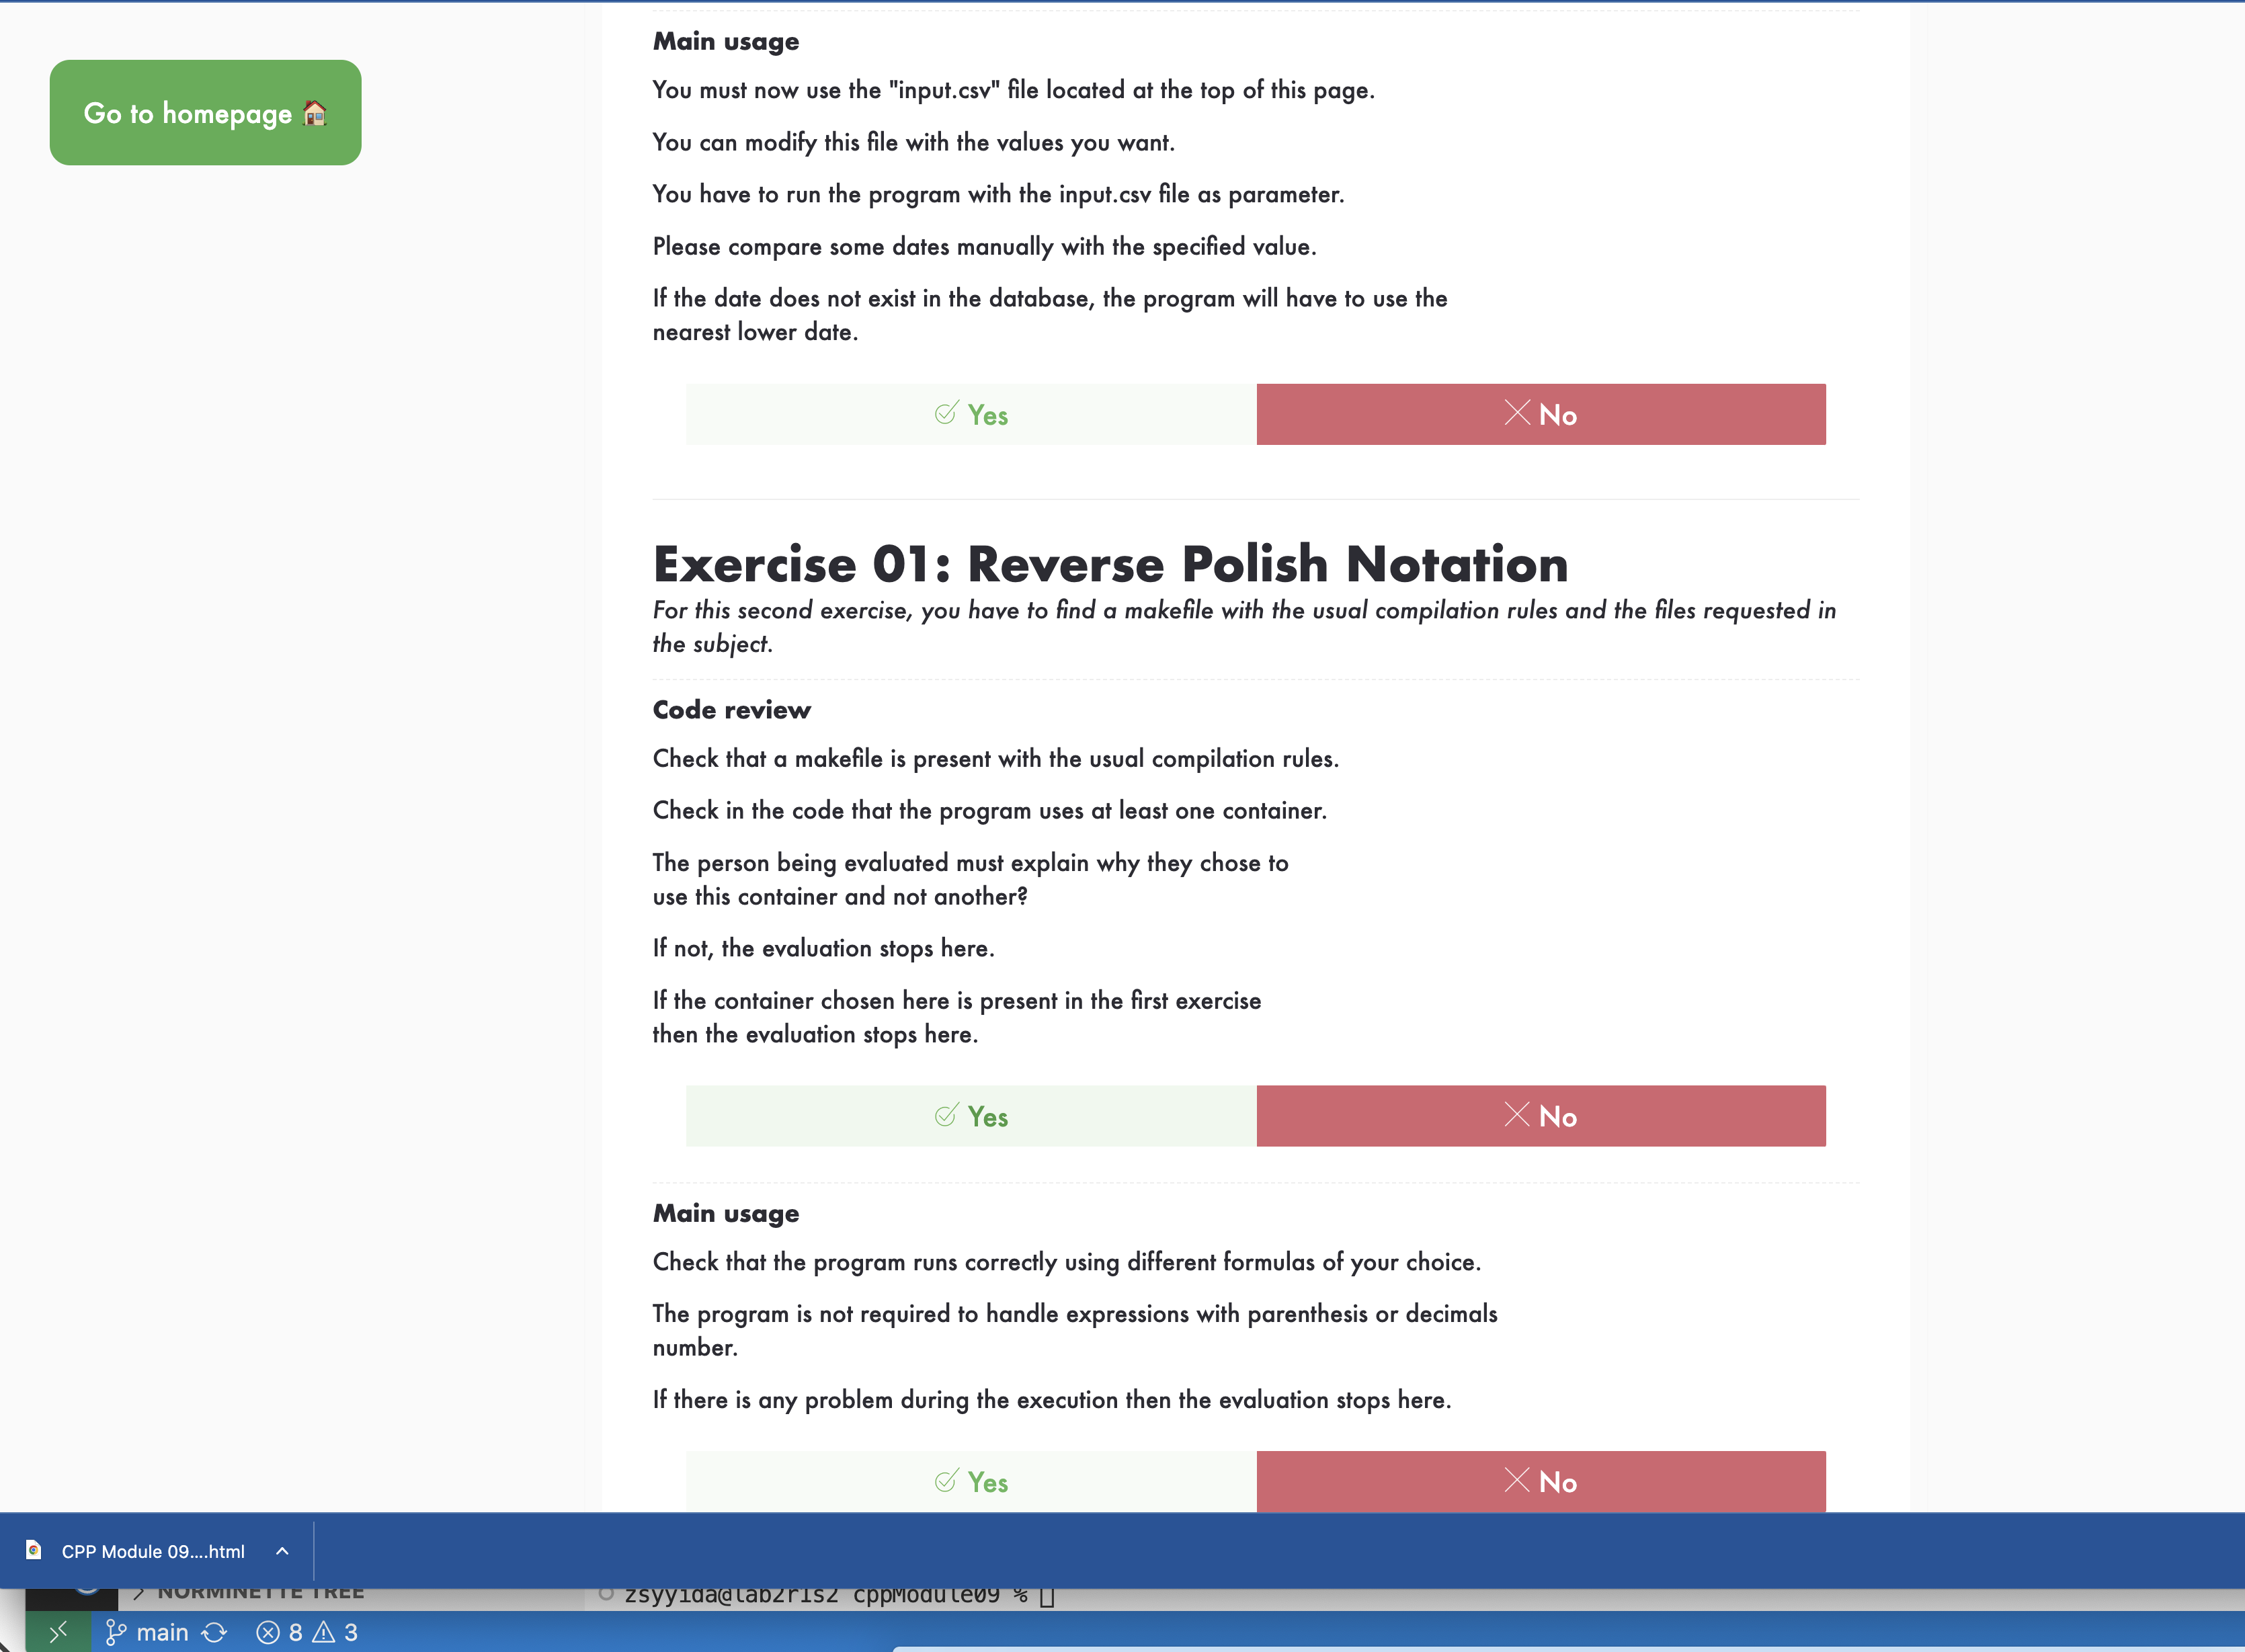 Main usage
Go to homepage
You must now use the "input.csv" file located at the top of this page.
You can modify this file with the values you want.
You have to run the program with the input.csv file as parameter.
Please compare some dates manually with the specified value.
If the date does not exist in the database, the program will have to use the
nearest lower date.
Yes
No
Exercise 01: Reverse Polish Notation
For this second exercise, you have to find a makefile with the usual compilation rules and the files requested in
the subject.
Code review
Check that a makefile is present with the usual compilation rules.
Check in the code that the program uses at least one container.
The person being evaluated must explain why they chose to
use this container and not another?
If not, the evaluation stops here.
If the container chosen here is present in the first exercise
then the evaluation stops here.
Yes
No
Main usage
Check that the program runs correctly using different formulas of your choice.
The program is not required to handle expressions with parenthesis or decimals
number.
If there is any problem during the execution then the evaluation stops here.
Yes
No
CPP Module 09....html
NORMINETTE TREE
zsyyida@lab2r1s2 cppModule09 %
main 8 3